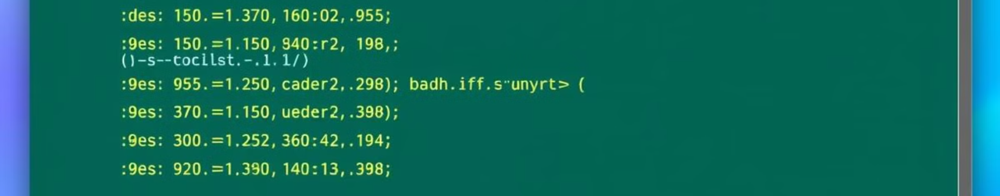 :des: 150.=1.370, 160:02,.955;
:9es: 150.=1.150, 840:r2, 198,;
()-s--tocilst.-.1.1/)
:9es: 955.=1.250, cader2,.298); badh.iff.s¨unyrt> (
:9es: 370.=1.150, ueder2,.398);
:9es: 300.=1.252, 360:42,.194;
:9es: 920.=1.390, 140:13,.398;